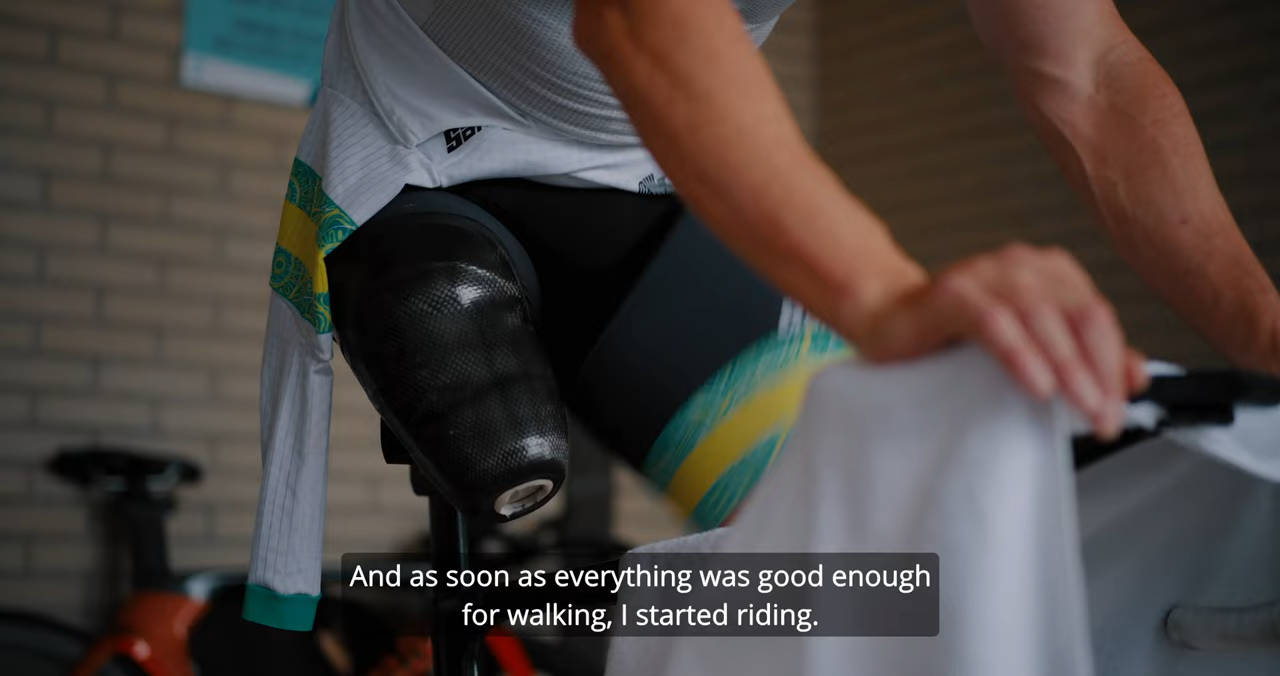 And as soon as everything was good enough
for walking, I started riding.